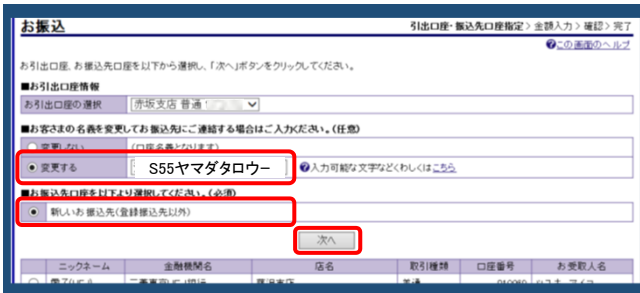 お振込
引出口座・振込先口座指定 > 金額入力 > 確認 > 完了
?この画面のヘルプ
お引出口座、お振込先口座を以下から選択し、「次へ」ボタンをクリックしてください。
■お引出口座情報
お引出口座の選択 赤坂支店 普通
■お客さまの名義を変更してお振込先にご連絡する場合はご入力ください。(任意)
変更しない (口座名義となります)
変更する S55ヤマダタロウー ?入力可能な文字などくわしくはこちら
■お振込先口座を以下より選択してください。(必須)
新しいお振込先(登録振込先以外)
次へ
ニックネーム 金融機関名 店名 取引種類 口座番号 お受取人名